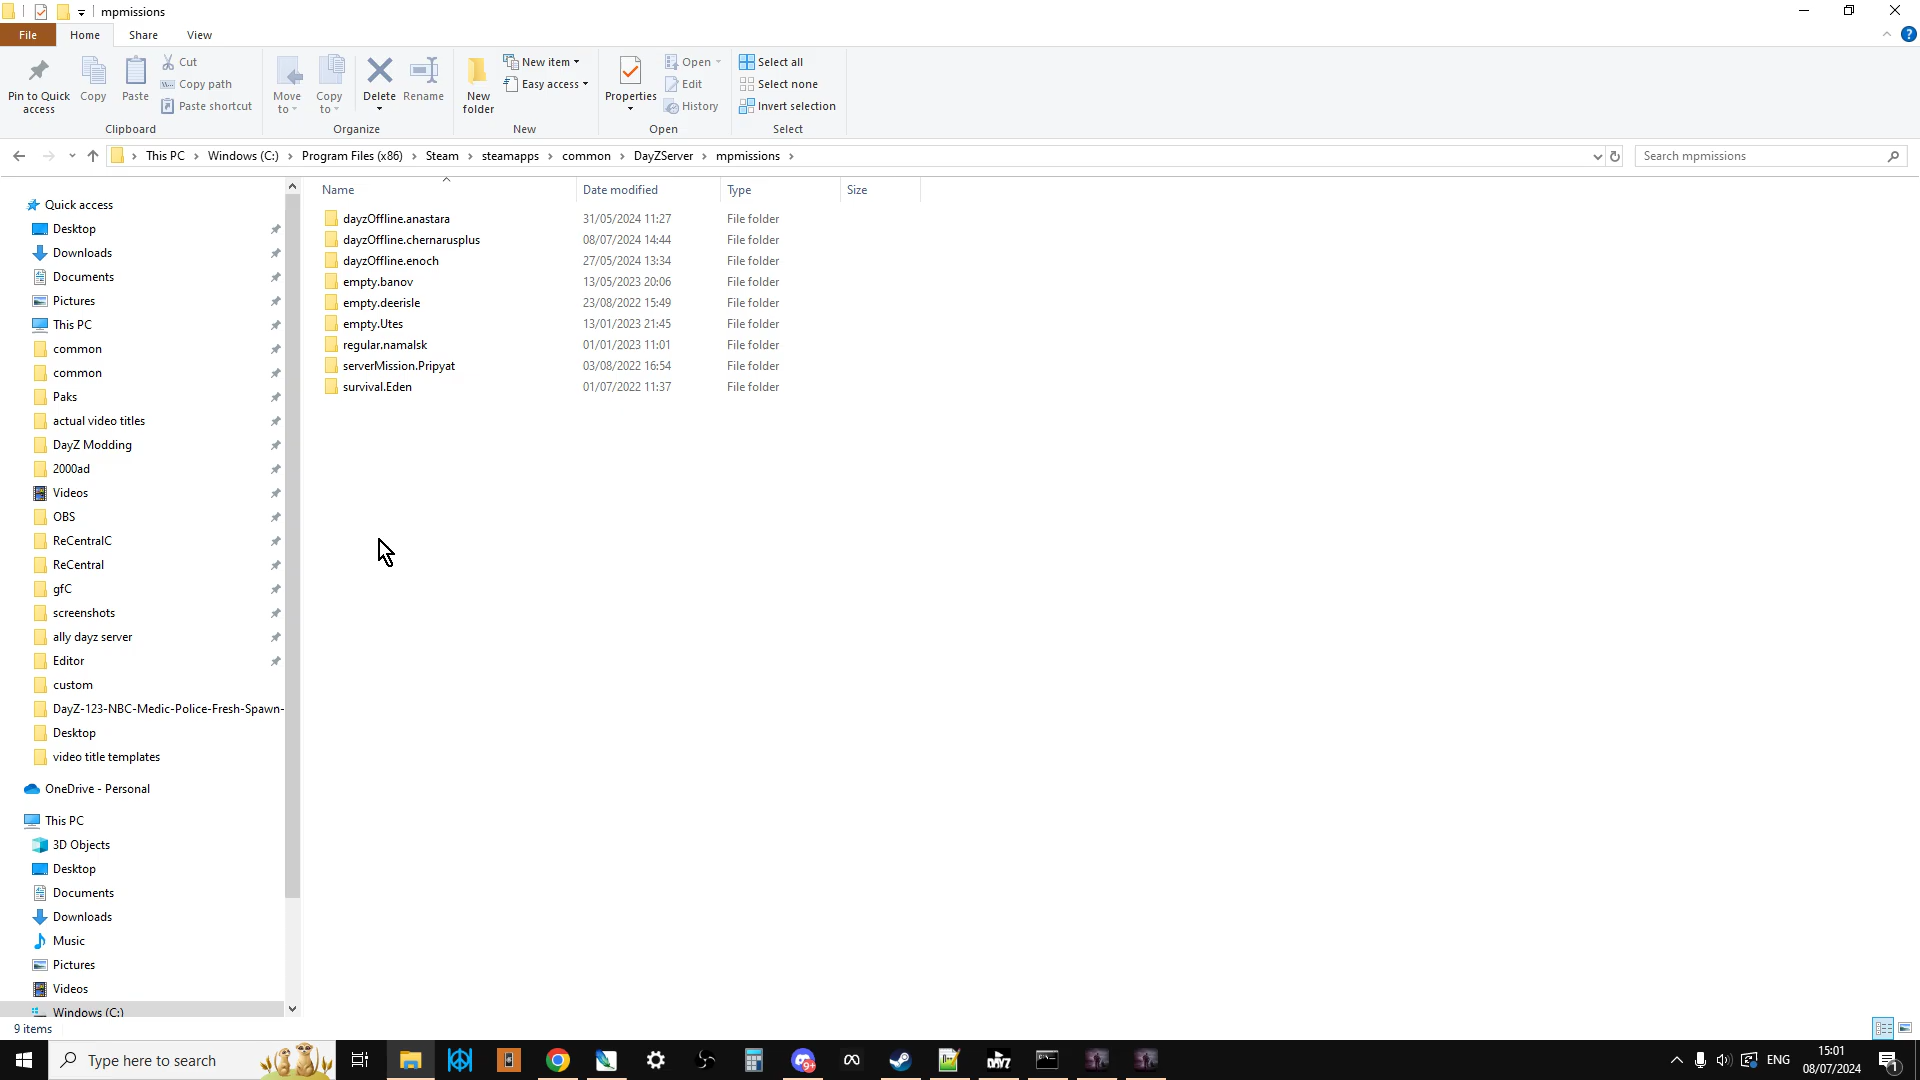 mpmissions
File
Home
Share
View
Pin to Quick access
Copy
Paste
Cut
Copy path
Paste shortcut
Clipboard
Move to
Copy to
Delete
Rename
Organize
New folder
New item
Easy access
New
Properties
Open
Edit
History
Open
Select all
Select none
Invert selection
Select
This PC > Windows (C:) > Program Files (x86) > Steam > steamapps > common > DayZServer > mpmissions >
Search mpmissions
Name Date modified Type Size
dayzOffline.anastara 31/05/2024 11:27 File folder
dayzOffline.chernarusplus 08/07/2024 14:44 File folder
dayzOffline.enoch 27/05/2024 13:34 File folder
empty.banov 13/05/2023 20:06 File folder
empty.deerisle 23/08/2022 15:49 File folder
empty.Utes 13/01/2023 21:45 File folder
regular.namalsk 01/01/2023 11:01 File folder
serverMission.Pripyat 03/08/2022 16:54 File folder
survival.Eden 01/07/2022 11:37 File folder
Quick access
Desktop
Downloads
Documents
Pictures
This PC
common
common
Paks
actual video titles
DayZ Modding
2000ad
Videos
OBS
ReCentralC
ReCentral
gfC
screenshots
ally dayz server
Editor
custom
DayZ-123-NBC-Medic-Police-Fresh-Spawn-
Desktop
video title templates
OneDrive - Personal
This PC
3D Objects
Desktop
Documents
Downloads
Music
Pictures
Videos
Windows (C:)
9 items
Type here to search
9+
DAYZ
ENG
15:01
08/07/2024
1